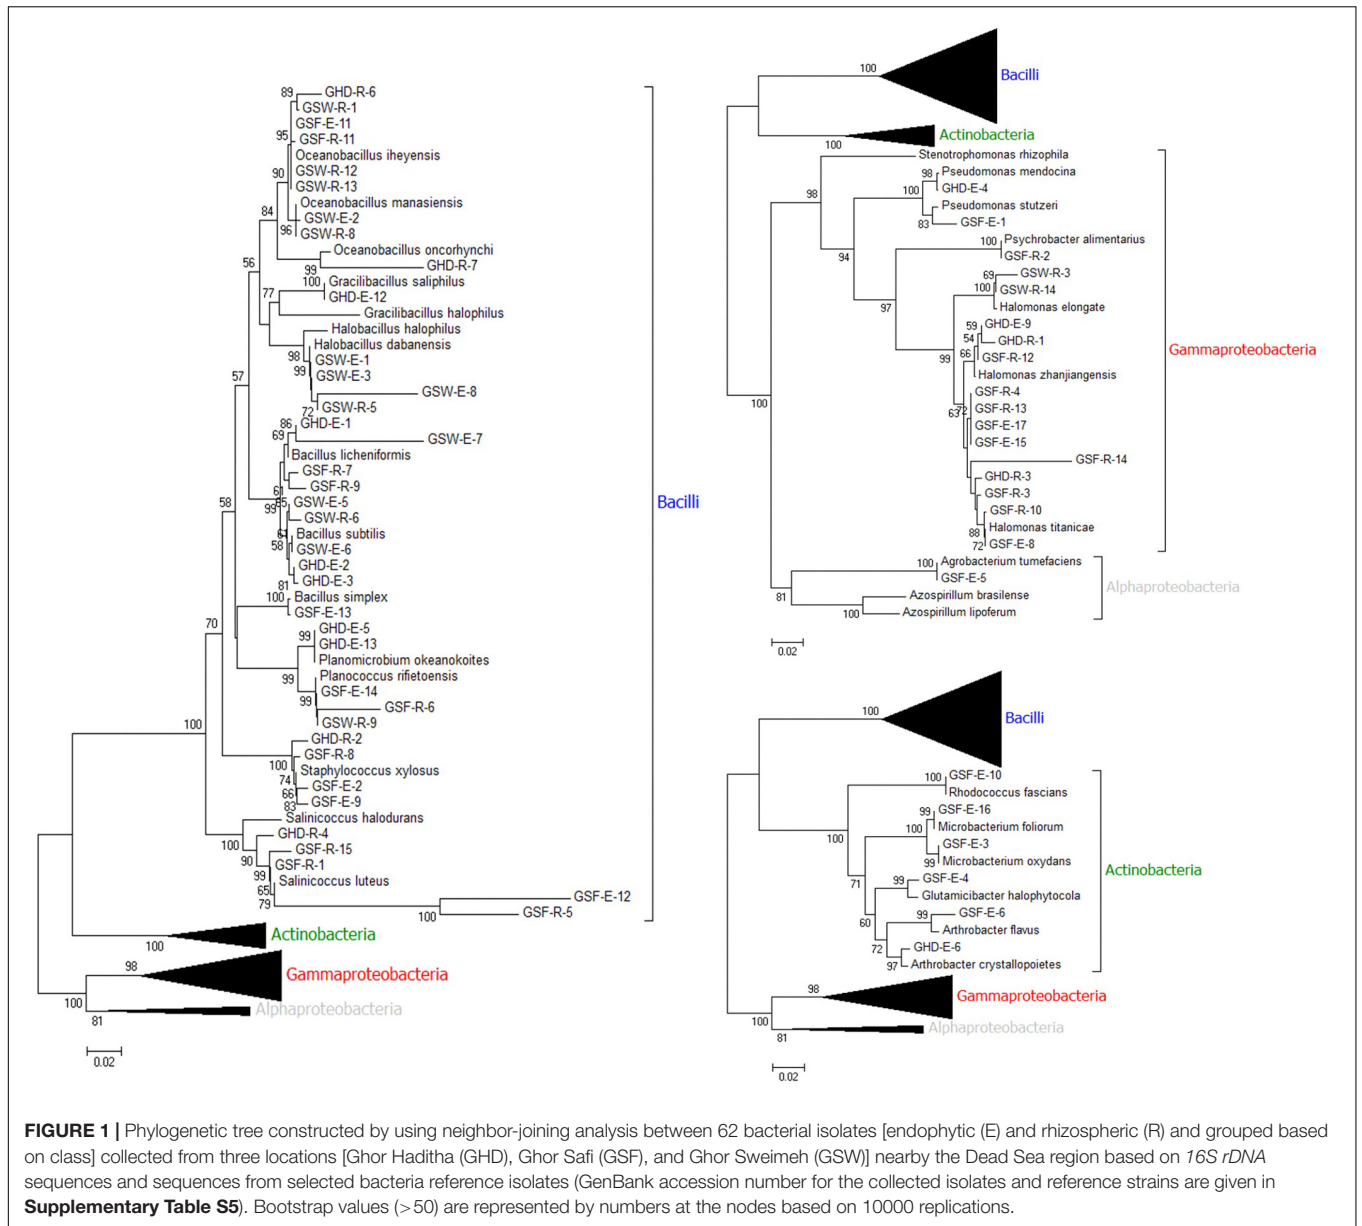 89
GHD-R-6
GSW-R-1
GSF-E-11
95
GSF-R-11
Oceanobacillus iheyensis
GSW-R-12
90
GSW-R-13
Oceanobacillus manasiensis
84
GSW-E-2
96
GSW-R-8
Oceanobacillus oncorhynchi
56
99
GHD-R-7
100
Gracilibacillus saliphilus
77
GHD-E-12
Gracilibacillus halophilus
Halobacillus halophilus
Halobacillus dabanensis
98
GSW-E-1
99
GSW-E-3
57
GSW-E-8
72
GSW-R-5
86
GHD-E-1
69
GSW-E-7
Bacillus licheniformis
GSF-R-7
61
GSF-R-9
58
65
GSW-E-5
99
GSW-R-6
61
Bacillus subtilis
58
GSW-E-6
GHD-E-2
81
GHD-E-3
100
Bacillus simplex
GSF-E-13
70
99
GHD-E-5
GHD-E-13
Planomicrobium okeanokoites
99
Planococcus rifietoensis
GSF-E-14
99
GSF-R-6
100
GSW-R-9
GHD-R-2
GSF-R-8
100
Staphylococcus xylosus
74
GSF-E-2
66
83
GSF-E-9
Salinicoccus halodurans
GHD-R-4
100
GSF-R-15
90
GSF-R-1
99
Salinicoccus luteus
65
79
GSF-E-12
100
GSF-R-5
Bacilli
Actinobacteria
100
98
Gammaproteobacteria
100
Alphaproteobacteria
81
0.02
100
Bacilli
Actinobacteria
100
Stenotrophomonas rhizophila
98
Pseudomonas mendocina
98
100
GHD-E-4
Pseudomonas stutzeri
83
GSF-E-1
100
Psychrobacter alimentarius
94
GSF-R-2
69
GSW-R-3
100
GSW-R-14
97
Halomonas elongate
59
GHD-E-9
54
GHD-R-1
99
66
GSF-R-12
Halomonas zhanjiangensis
GSF-R-4
100
63
72
GSF-R-13
GSF-E-17
GSF-E-15
GSF-R-14
GHD-R-3
GSF-R-3
GSF-R-10
88
Halomonas titanicae
72
GSF-E-8
Gammaproteobacteria
100
Agrobacterium tumefaciens
GSF-E-5
81
Azospirillum brasilense
100
Azospirillum lipoferum
Alphaproteobacteria
0.02
100
Bacilli
100
GSF-E-10
Rhodococcus fascians
99
GSF-E-16
100
Microbacterium foliorum
100
GSF-E-3
99
Microbacterium oxydans
71
99
GSF-E-4
Glutamicibacter halophytocola
60
99
GSF-E-6
Arthrobacter flavus
72
GHD-E-6
97
Arthrobacter crystallopoietes
Actinobacteria
98
Gammaproteobacteria
100
Alphaproteobacteria
81
0.02
FIGURE 1 | Phylogenetic tree constructed by using neighbor-joining analysis between 62 bacterial isolates [endophytic (E) and rhizospheric (R) and grouped based
on class] collected from three locations [Ghor Haditha (GHD), Ghor Safi (GSF), and Ghor Sweimeh (GSW)] nearby the Dead Sea region based on 16S rDNA
sequences and sequences from selected bacteria reference isolates (GenBank accession number for the collected isolates and reference strains are given in
Supplementary Table S5). Bootstrap values (>50) are represented by numbers at the nodes based on 10000 replications.